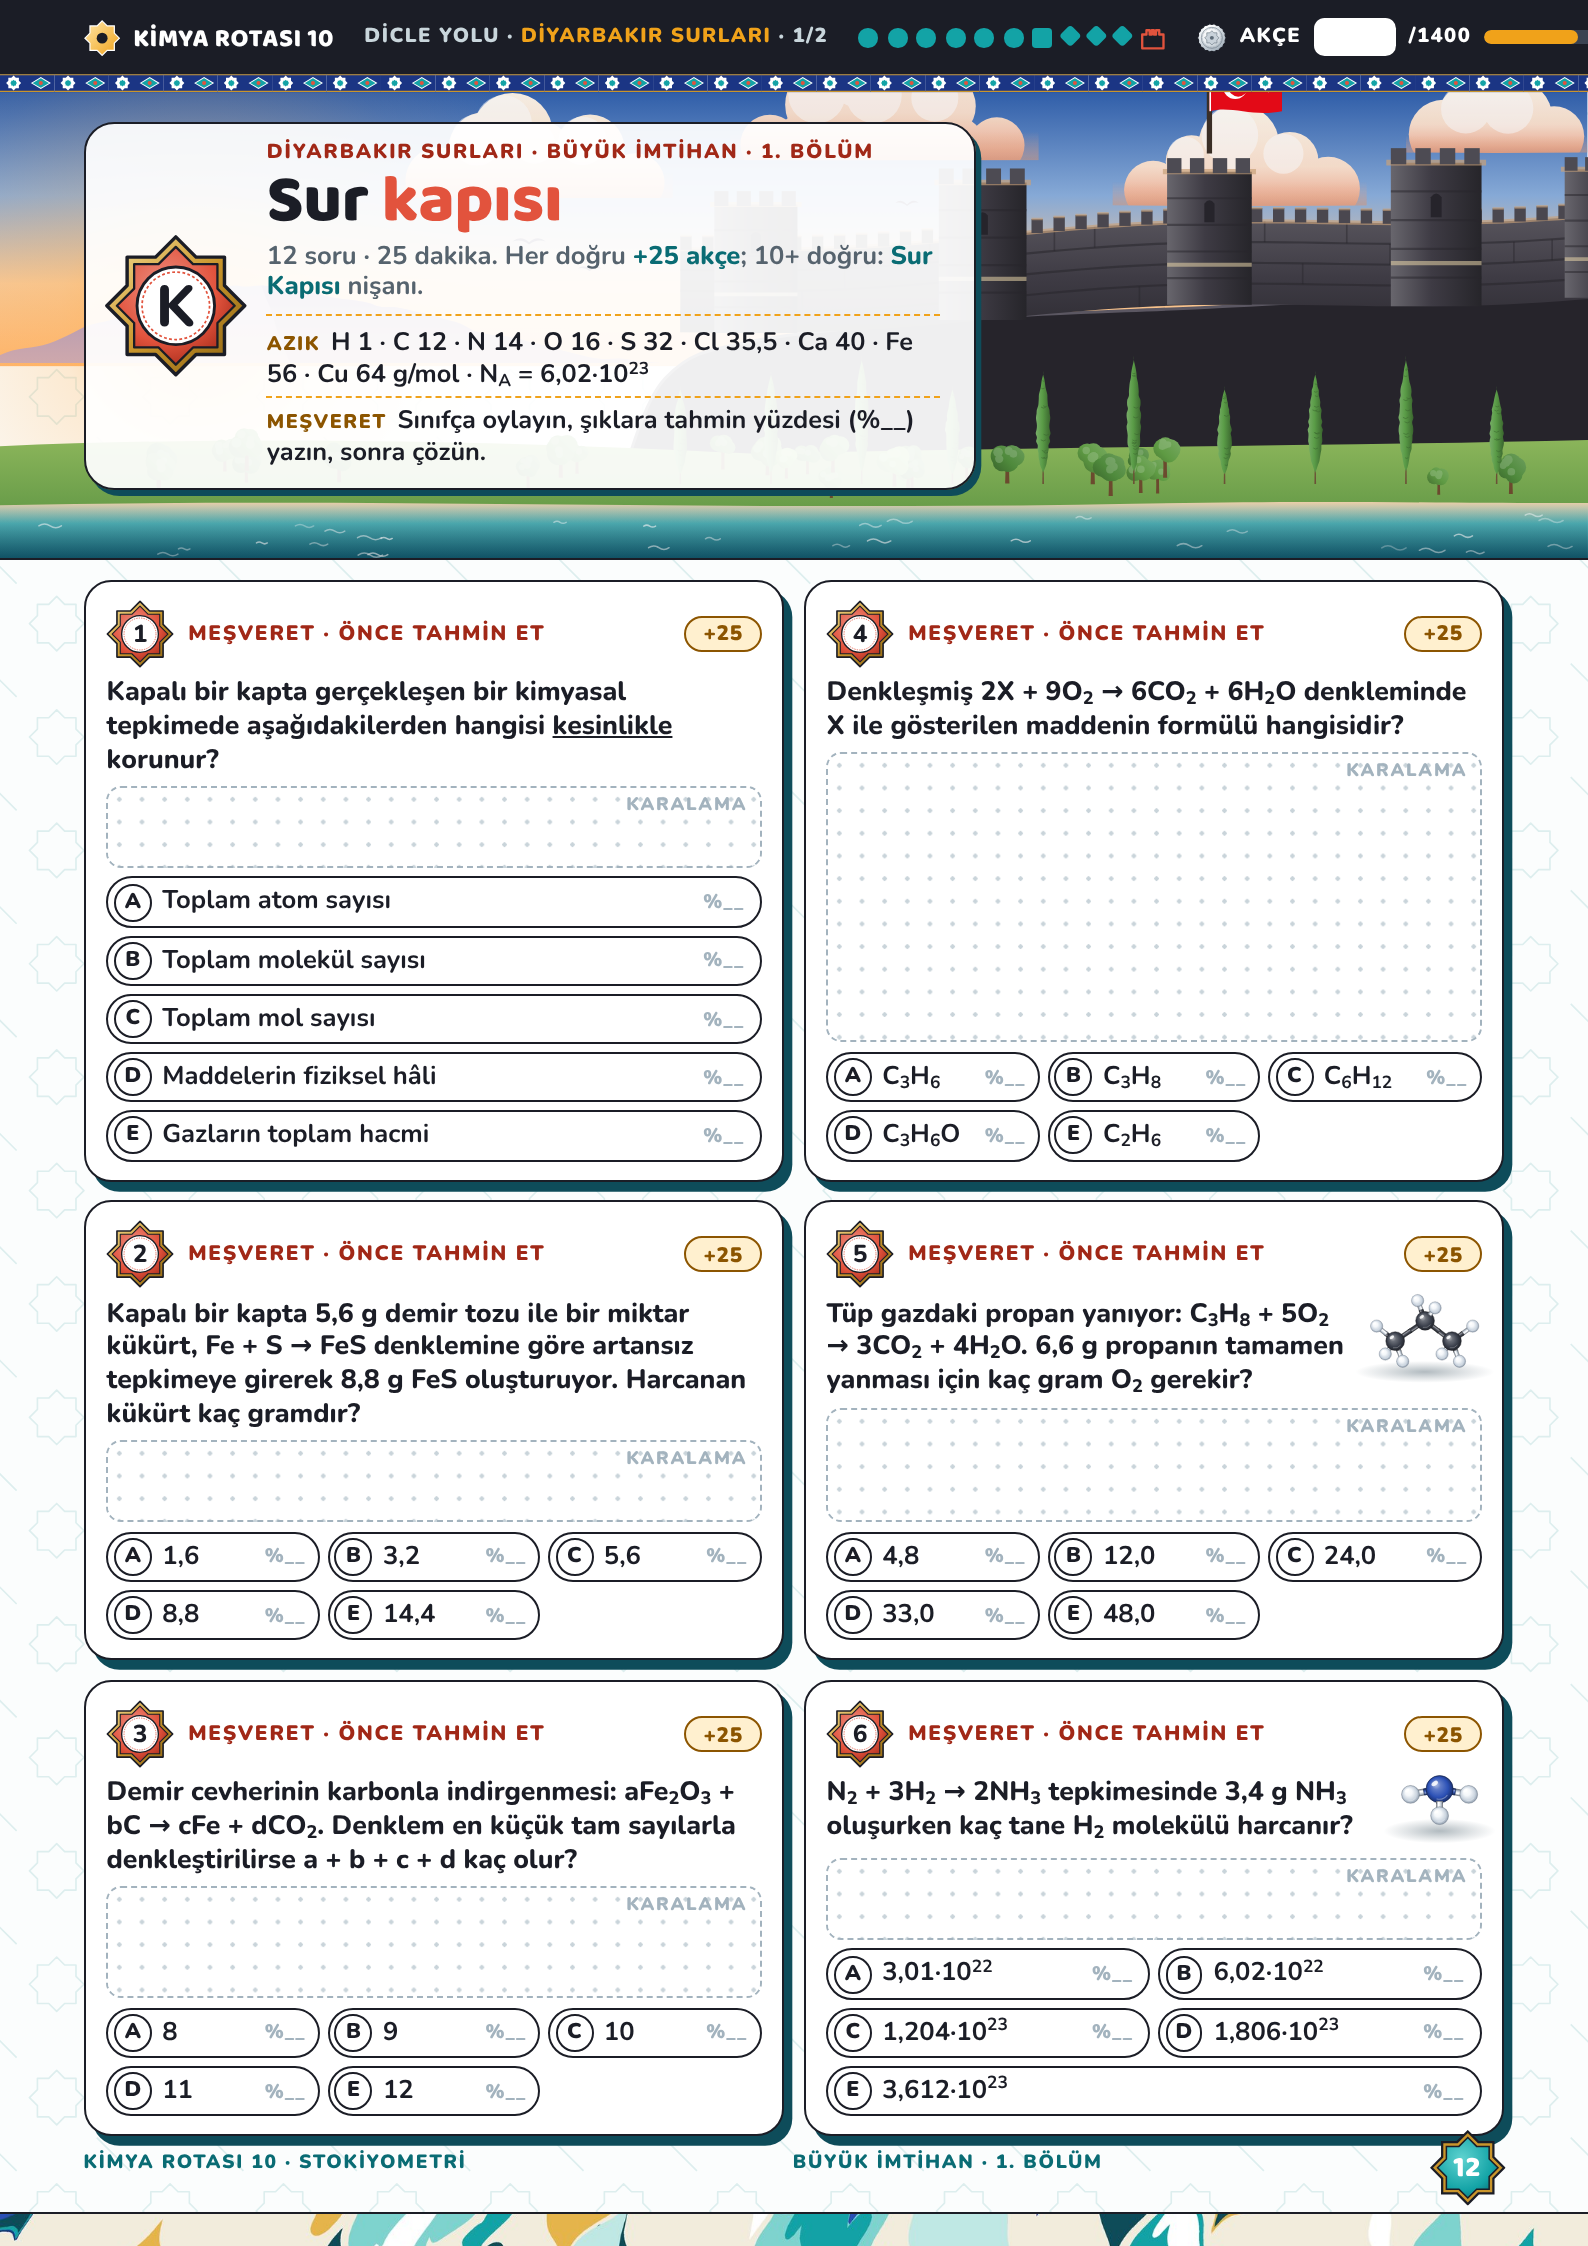 KİMYA ROTASI 10
DİCLE YOLU · DİYARBAKIR SURLARI · 1/2
AKÇE
/1400
DİYARBAKIR SURLARI · BÜYÜK İMTİHAN · 1. BÖLÜM
Sur kapısı
K
12 soru · 25 dakika. Her doğru +25 akçe; 10+ doğru: Sur
Kapısı nişanı.
AZIK H 1 · C 12 · N 14 · O 16 · S 32 · Cl 35,5 · Ca 40 · Fe
56 · Cu 64 g/mol · N_A = 6,02·10²³
MEŞVERET Sınıfça oylayın, şıklara tahmin yüzdesi (%__)
yazın, sonra çözün.
1 MEŞVERET · ÖNCE TAHMİN ET +25
Kapalı bir kapta gerçekleşen bir kimyasal
tepkimede aşağıdakilerden hangisi kesinlikle
korunur?
KARALAMA
A Toplam atom sayısı %__
B Toplam molekül sayısı %__
C Toplam mol sayısı %__
D Maddelerin fiziksel hâli %__
E Gazların toplam hacmi %__
2 MEŞVERET · ÖNCE TAHMİN ET +25
Kapalı bir kapta 5,6 g demir tozu ile bir miktar
kükürt, Fe + S → FeS denklemine göre artansız
tepkimeye girerek 8,8 g FeS oluşturuyor. Harcanan
kükürt kaç gramdır?
KARALAMA
A 1,6 %__ B 3,2 %__ C 5,6 %__
D 8,8 %__ E 14,4 %__
3 MEŞVERET · ÖNCE TAHMİN ET +25
Demir cevherinin karbonla indirgenmesi: aFe₂O₃ +
bC → cFe + dCO₂. Denklem en küçük tam sayılarla
denkleştirilirse a + b + c + d kaç olur?
KARALAMA
A 8 %__ B 9 %__ C 10 %__
D 11 %__ E 12 %__
4 MEŞVERET · ÖNCE TAHMİN ET +25
Denkleşmiş 2X + 9O₂ → 6CO₂ + 6H₂O denkleminde
X ile gösterilen maddenin formülü hangisidir?
KARALAMA
A C₃H₆ %__ B C₃H₈ %__ C C₆H₁₂ %__
D C₃H₆O %__ E C₂H₆ %__
5 MEŞVERET · ÖNCE TAHMİN ET +25
Tüp gazdaki propan yanıyor: C₃H₈ + 5O₂
→ 3CO₂ + 4H₂O. 6,6 g propanın tamamen
yanması için kaç gram O₂ gerekir?
KARALAMA
A 4,8 %__ B 12,0 %__ C 24,0 %__
D 33,0 %__ E 48,0 %__
6 MEŞVERET · ÖNCE TAHMİN ET +25
N₂ + 3H₂ → 2NH₃ tepkimesinde 3,4 g NH₃
oluşurken kaç tane H₂ molekülü harcanır?
KARALAMA
A 3,01·10²² %__ B 6,02·10²² %__
C 1,204·10²³ %__ D 1,806·10²³ %__
E 3,612·10²³ %__
KİMYA ROTASI 10 · STOKİYOMETRİ
BÜYÜK İMTİHAN · 1. BÖLÜM
12